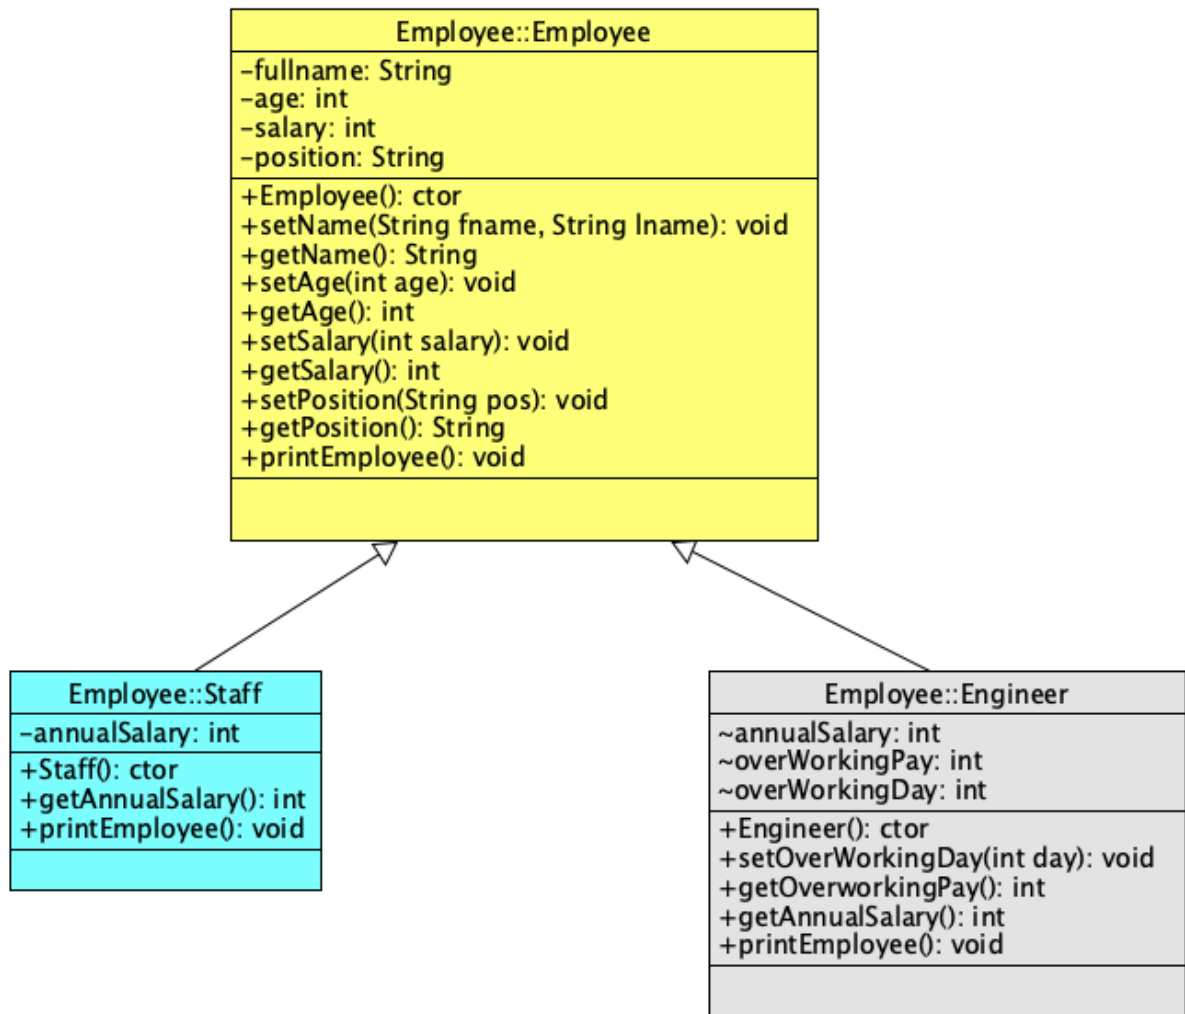 Employee::Employee
-fullname: String
-age: int
-salary: int
-position: String
+Employee(): ctor
+setName(String fname, String lname): void
+getName(): String
+setAge(int age): void
+getAge(): int
+setSalary(int salary): void
+getSalary(): int
+setPosition(String pos): void
+getPosition(): String
+printEmployee(): void
Employee::Staff
-annualSalary: int
+Staff(): ctor
+getAnnualSalary(): int
+printEmployee(): void
Employee::Engineer
~annualSalary: int
~overWorkingPay: int
~overWorkingDay: int
+Engineer(): ctor
+setOverWorkingDay(int day): void
+getOverworkingPay(): int
+getAnnualSalary(): int
+printEmployee(): void